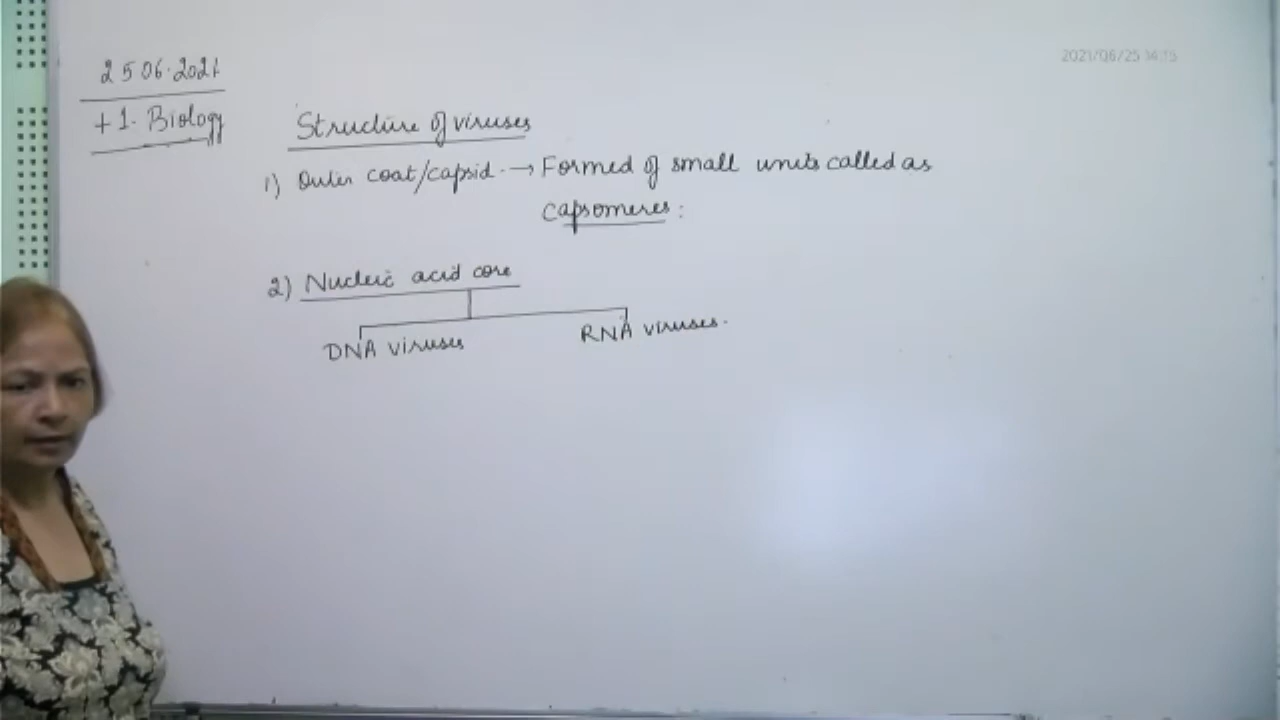 2021/06/25 14:15
25 06.2021
+1. Biology
Structure of viruses
1) Outer coat/capsid. → Formed of small units called as
capsomeres:
2) Nucleic acid core
DNA viruses RNA viruses.